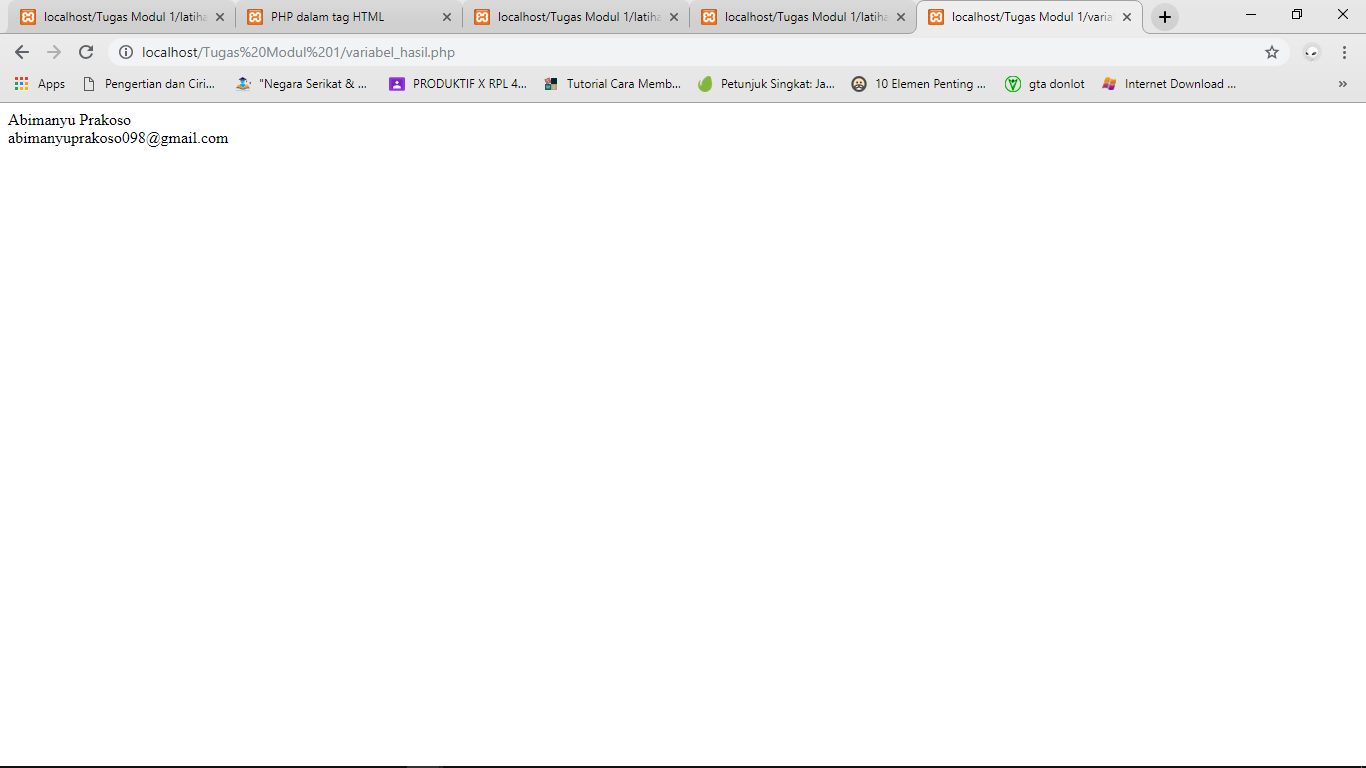 localhost/Tugas Modul 1/latiha
PHP dalam tag HTML
localhost/Tugas Modul 1/latiha
localhost/Tugas Modul 1/latiha
localhost/Tugas Modul 1/varia
localhost/Tugas%20Modul%201/variabel_hasil.php
Apps
Pengertian dan Ciri...
"Negara Serikat & ...
PRODUKTIF X RPL 4...
Tutorial Cara Memb...
Petunjuk Singkat: Ja...
10 Elemen Penting ...
gta donlot
Internet Download ...
Abimanyu Prakoso
abimanyuprakoso098@gmail.com